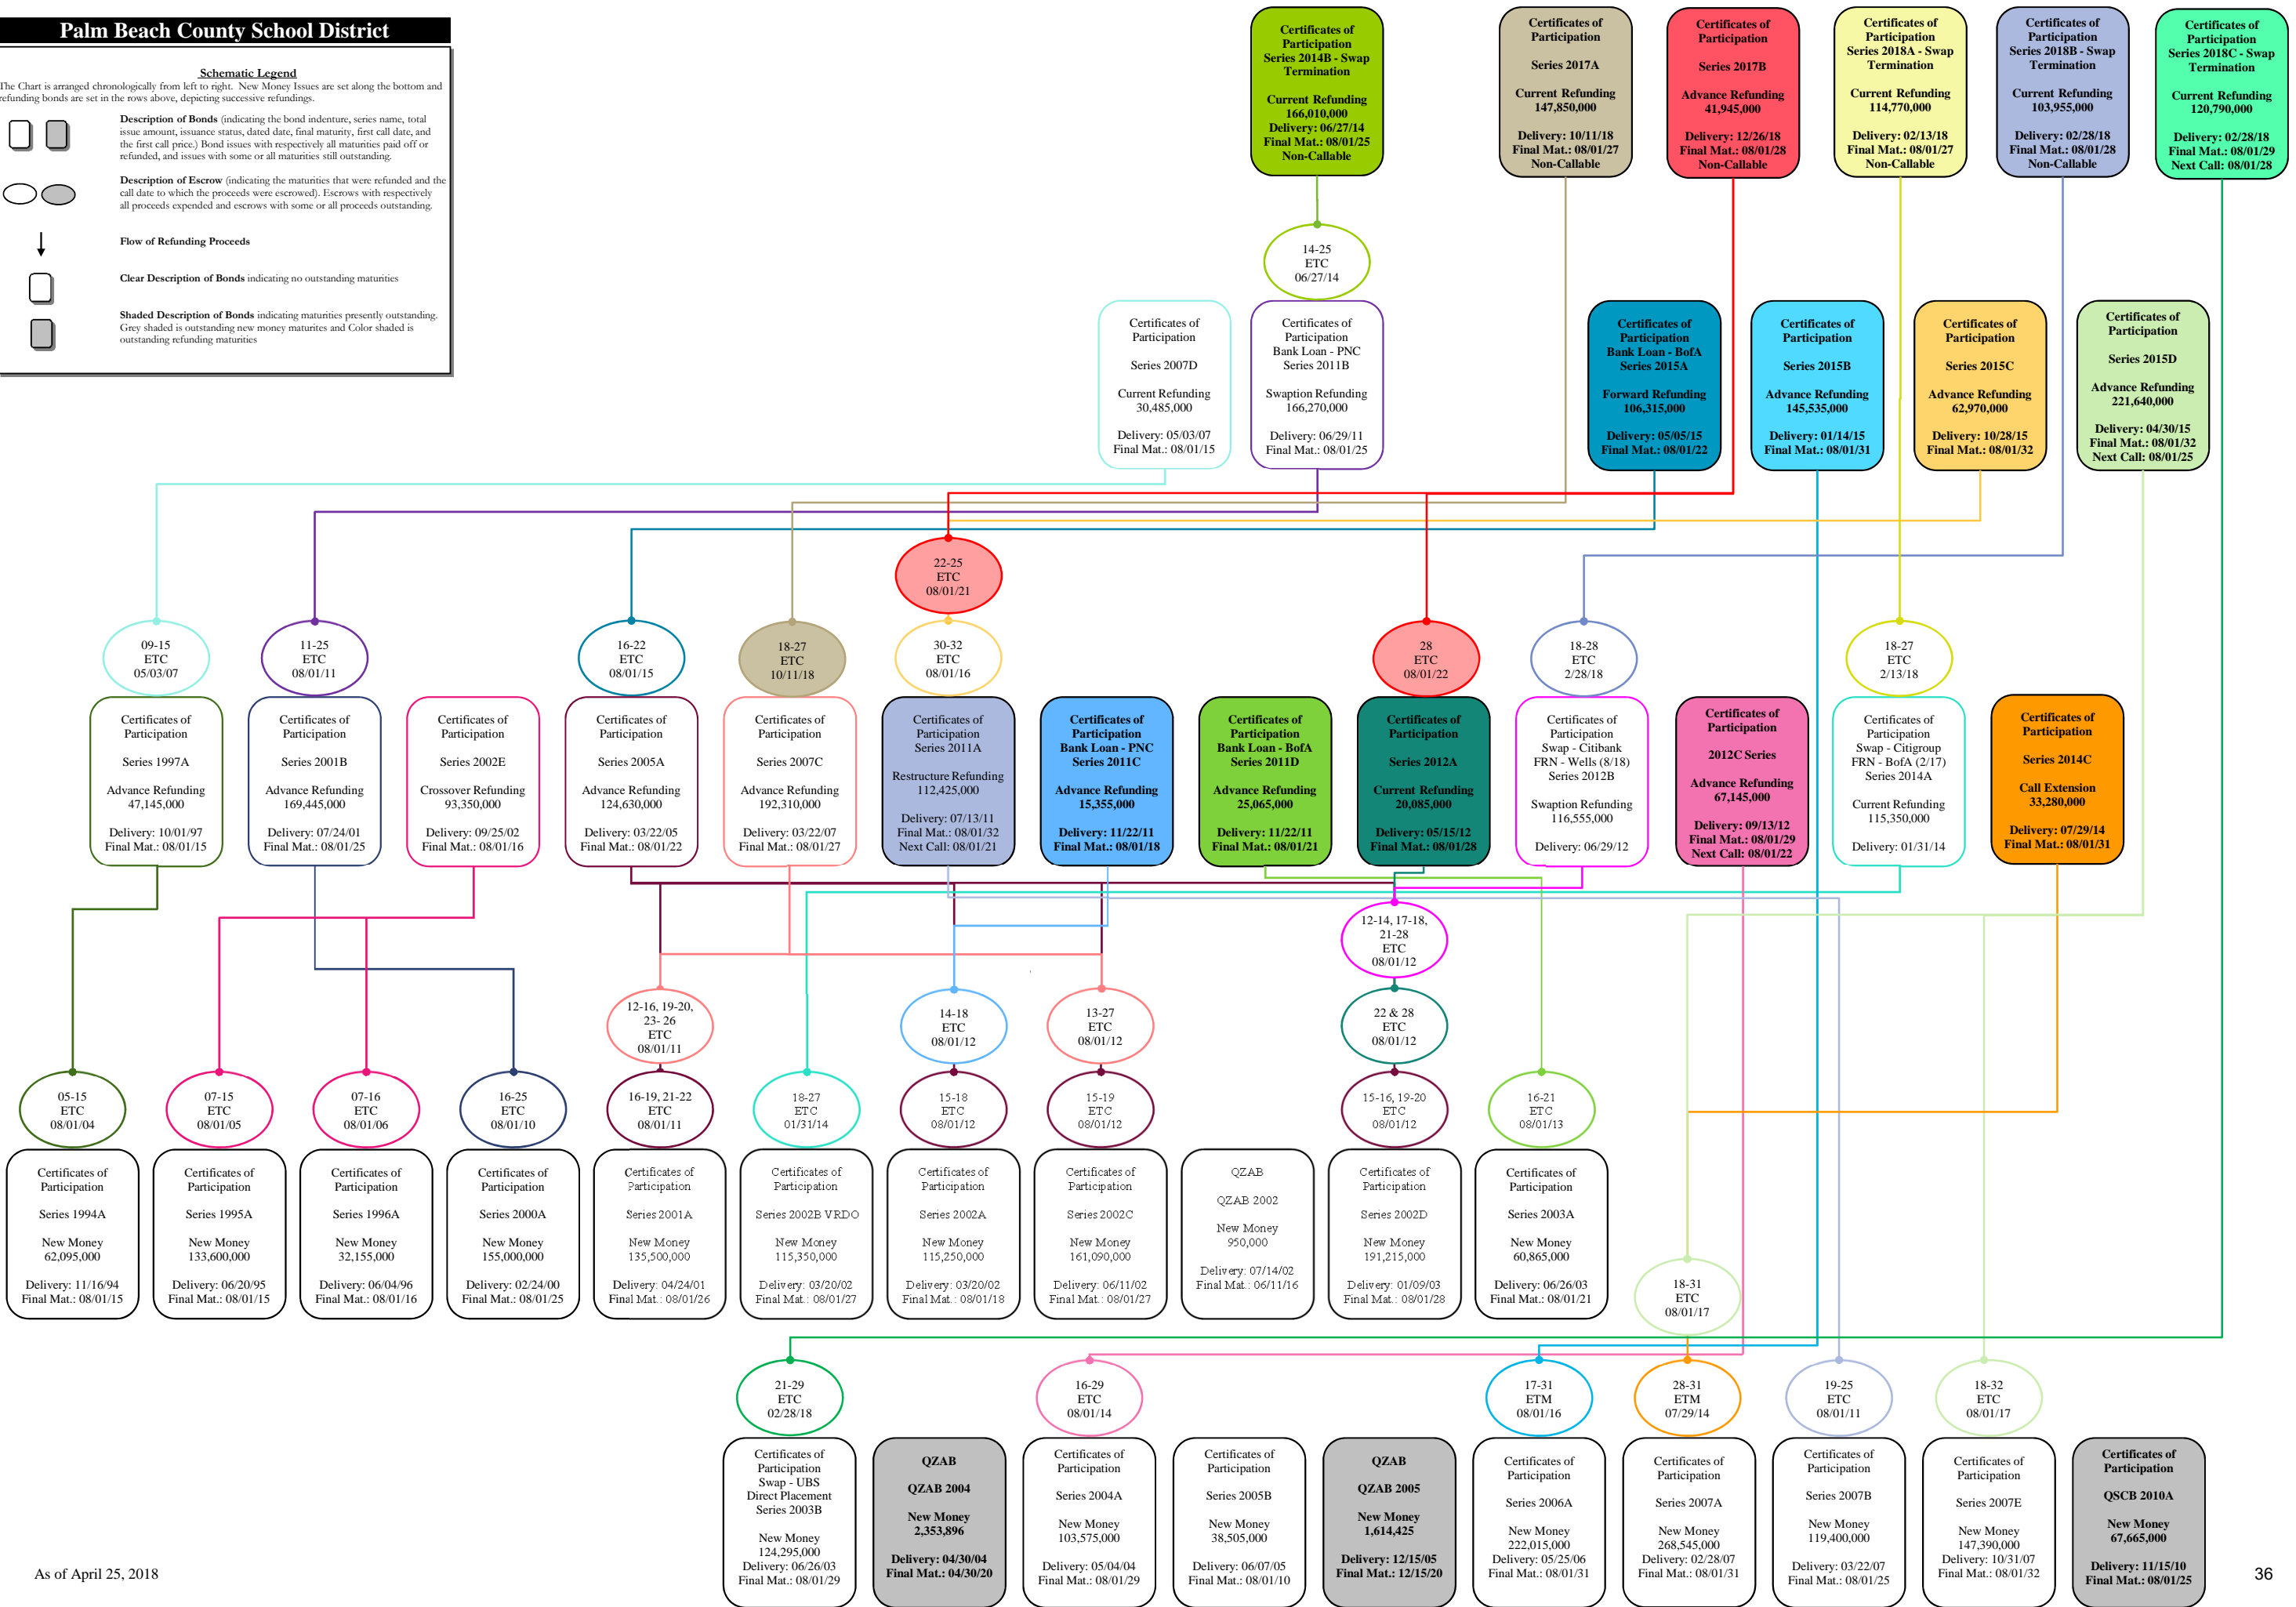 Palm Beach County School District
Schematic Legend
The Chart is arranged chronologically from left to right. New Money Issues are set along the bottom and
refunding bonds are set in the rows above, depicting successive refundings.
Description of Bonds (indicating the bond indenture, series name, total
issue amount, issuance status, dated date, final maturity, first call date, and
the first call price.) Bond issues with respectively all maturities paid off or
refunded, and issues with some or all maturities still outstanding.
Description of Escrow (indicating the maturities that were refunded and the
call date to which the proceeds were escrowed). Escrows with respectively
all proceeds expended and escrows with some or all proceeds outstanding.
Flow of Refunding Proceeds
Clear Description of Bonds indicating no outstanding maturities
Shaded Description of Bonds indicating maturities presently outstanding.
Grey shaded is outstanding new money maturites and Color shaded is
outstanding refunding maturities
Certificates of
Participation
Series 2014B - Swap
Termination
Current Refunding
166,010,000
Delivery: 06/27/14
Final Mat.: 08/01/25
Non-Callable
Certificates of
Participation
Series 2017A
Current Refunding
147,850,000
Delivery: 10/11/18
Final Mat.: 08/01/27
Non-Callable
Certificates of
Participation
Series 2017B
Advance Refunding
41,945,000
Delivery: 12/26/18
Final Mat.: 08/01/28
Non-Callable
Certificates of
Participation
Series 2018A - Swap
Termination
Current Refunding
114,770,000
Delivery: 02/13/18
Final Mat.: 08/01/27
Non-Callable
Certificates of
Participation
Series 2018B - Swap
Termination
Current Refunding
103,955,000
Delivery: 02/28/18
Final Mat.: 08/01/28
Non-Callable
Certificates of
Participation
Series 2018C - Swap
Termination
Current Refunding
120,790,000
Delivery: 02/28/18
Final Mat.: 08/01/29
Next Call: 08/01/28
14-25
ETC
06/27/14
Certificates of
Participation
Series 2007D
Current Refunding
30,485,000
Delivery: 05/03/07
Final Mat.: 08/01/15
Certificates of
Participation
Bank Loan - PNC
Series 2011B
Swaption Refunding
166,270,000
Delivery: 06/29/11
Final Mat.: 08/01/25
Certificates of
Participation
Bank Loan - BofA
Series 2015A
Forward Refunding
106,315,000
Delivery: 05/05/15
Final Mat.: 08/01/22
Certificates of
Participation
Series 2015B
Advance Refunding
145,535,000
Delivery: 01/14/15
Final Mat.: 08/01/31
Certificates of
Participation
Series 2015C
Advance Refunding
62,970,000
Delivery: 10/28/15
Final Mat.: 08/01/32
Certificates of
Participation
Series 2015D
Advance Refunding
221,640,000
Delivery: 04/30/15
Final Mat.: 08/01/32
Next Call: 08/01/25
22-25
ETC
08/01/21
09-15
ETC
05/03/07
11-25
ETC
08/01/11
16-22
ETC
08/01/15
18-27
ETC
10/11/18
30-32
ETC
08/01/16
28
ETC
08/01/22
18-28
ETC
2/28/18
18-27
ETC
2/13/18
Certificates of
Participation
Series 1997A
Advance Refunding
47,145,000
Delivery: 10/01/97
Final Mat.: 08/01/15
Certificates of
Participation
Series 2001B
Advance Refunding
169,445,000
Delivery: 07/24/01
Final Mat.: 08/01/25
Certificates of
Participation
Series 2002E
Crossover Refunding
93,350,000
Delivery: 09/25/02
Final Mat.: 08/01/16
Certificates of
Participation
Series 2005A
Advance Refunding
124,630,000
Delivery: 03/22/05
Final Mat.: 08/01/22
Certificates of
Participation
Series 2007C
Advance Refunding
192,310,000
Delivery: 03/22/07
Final Mat.: 08/01/27
Certificates of
Participation
Series 2011A
Restructure Refunding
112,425,000
Delivery: 07/13/11
Final Mat.: 08/01/32
Next Call: 08/01/21
Certificates of
Participation
Bank Loan - PNC
Series 2011C
Advance Refunding
15,355,000
Delivery: 11/22/11
Final Mat.: 08/01/18
Certificates of
Participation
Bank Loan - BofA
Series 2011D
Advance Refunding
25,065,000
Delivery: 11/22/11
Final Mat.: 08/01/21
Certificates of
Participation
Series 2012A
Current Refunding
20,085,000
Delivery: 05/15/12
Final Mat.: 08/01/28
Certificates of
Participation
Swap - Citibank
FRN - Wells (8/18)
Series 2012B
Swaption Refunding
116,555,000
Delivery: 06/29/12
Certificates of
Participation
2012C Series
Advance Refunding
67,145,000
Delivery: 09/13/12
Final Mat.: 08/01/29
Next Call: 08/01/22
Certificates of
Participation
Swap - Citigroup
FRN - BofA (2/17)
Series 2014A
Current Refunding
115,350,000
Delivery: 01/31/14
Certificates of
Participation
Series 2014C
Call Extension
33,280,000
Delivery: 07/29/14
Final Mat.: 08/01/31
12-14, 17-18,
21-28
ETC
08/01/12
12-16, 19-20,
23- 26
ETC
08/01/11
14-18
ETC
08/01/12
13-27
ETC
08/01/12
22 & 28
ETC
08/01/12
05-15
ETC
08/01/04
07-15
ETC
08/01/05
07-16
ETC
08/01/06
16-25
ETC
08/01/10
16-19, 21-22
ETC
08/01/11
18-27
ETC
01/31/14
15-18
ETC
08/01/12
15-19
ETC
08/01/12
15-16, 19-20
ETC
08/01/12
16-21
ETC
08/01/13
Certificates of
Participation
Series 1994A
New Money
62,095,000
Delivery: 11/16/94
Final Mat.: 08/01/15
Certificates of
Participation
Series 1995A
New Money
133,600,000
Delivery: 06/20/95
Final Mat.: 08/01/15
Certificates of
Participation
Series 1996A
New Money
32,155,000
Delivery: 06/04/96
Final Mat.: 08/01/16
Certificates of
Participation
Series 2000A
New Money
155,000,000
Delivery: 02/24/00
Final Mat.: 08/01/25
Certificates of
Participation
Series 2001A
New Money
135,500,000
Delivery: 04/24/01
Final Mat.: 08/01/26
Certificates of
Participation
Series 2002B VRDO
New Money
115,350,000
Delivery: 03/20/02
Final Mat.: 08/01/27
Certificates of
Participation
Series 2002A
New Money
115,250,000
Delivery: 03/20/02
Final Mat.: 08/01/18
Certificates of
Participation
Series 2002C
New Money
161,090,000
Delivery: 06/11/02
Final Mat.: 08/01/27
QZAB
QZAB 2002
New Money
950,000
Delivery: 07/14/02
Final Mat.: 06/11/16
Certificates of
Participation
Series 2002D
New Money
191,215,000
Delivery: 01/09/03
Final Mat.: 08/01/28
Certificates of
Participation
Series 2003A
New Money
60,865,000
Delivery: 06/26/03
Final Mat.: 08/01/21
18-31
ETC
08/01/17
21-29
ETC
02/28/18
16-29
ETC
08/01/14
17-31
ETM
08/01/16
28-31
ETM
07/29/14
19-25
ETC
08/01/11
18-32
ETC
08/01/17
Certificates of
Participation
Swap - UBS
Direct Placement
Series 2003B
New Money
124,295,000
Delivery: 06/26/03
Final Mat.: 08/01/29
QZAB
QZAB 2004
New Money
2,353,896
Delivery: 04/30/04
Final Mat.: 04/30/20
Certificates of
Participation
Series 2004A
New Money
103,575,000
Delivery: 05/04/04
Final Mat.: 08/01/29
Certificates of
Participation
Series 2005B
New Money
38,505,000
Delivery: 06/07/05
Final Mat.: 08/01/10
QZAB
QZAB 2005
New Money
1,614,425
Delivery: 12/15/05
Final Mat.: 12/15/20
Certificates of
Participation
Series 2006A
New Money
222,015,000
Delivery: 05/25/06
Final Mat.: 08/01/31
Certificates of
Participation
Series 2007A
New Money
268,545,000
Delivery: 02/28/07
Final Mat.: 08/01/31
Certificates of
Participation
Series 2007B
New Money
119,400,000
Delivery: 03/22/07
Final Mat.: 08/01/25
Certificates of
Participation
Series 2007E
New Money
147,390,000
Delivery: 10/31/07
Final Mat.: 08/01/32
Certificates of
Participation
QSCB 2010A
New Money
67,665,000
Delivery: 11/15/10
Final Mat.: 08/01/25
As of April 25, 2018
36